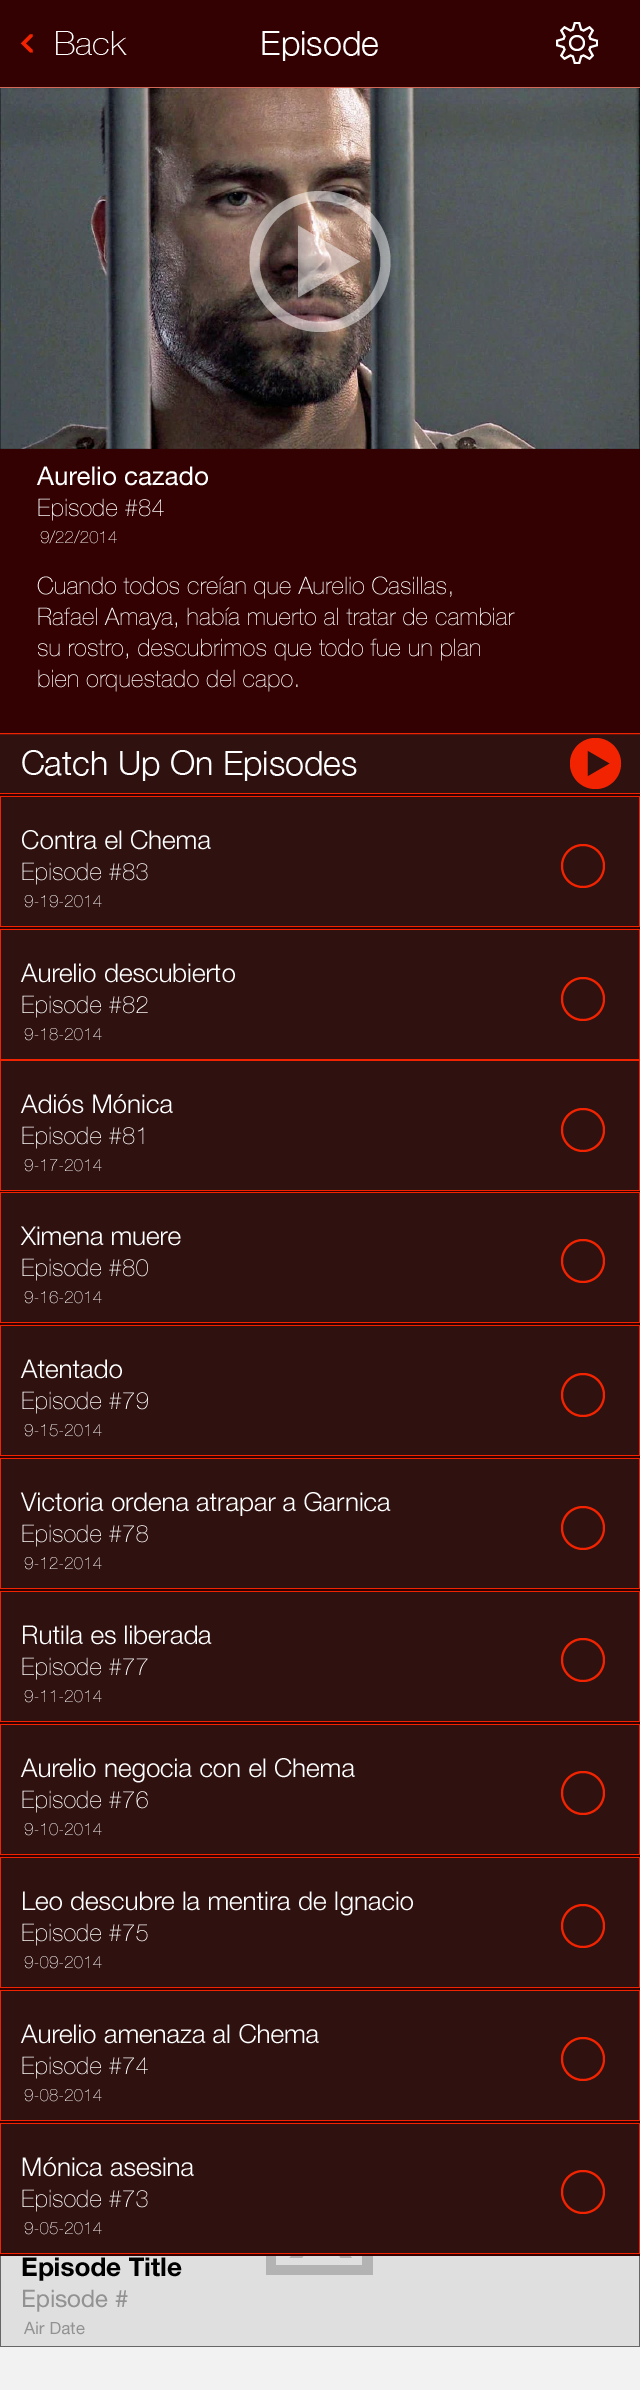 Back
Episode
Aurelio cazado
Episode #84
9/22/2014
Cuando todos creían que Aurelio Casillas,
Rafael Amaya, había muerto al tratar de cambiar
su rostro, descubrimos que todo fue un plan
bien orquestado del capo.
Catch Up On Episodes
Contra el Chema
Episode #83
9-19-2014
Aurelio descubierto
Episode #82
9-18-2014
Adiós Mónica
Episode #81
9-17-2014
Ximena muere
Episode #80
9-16-2014
Atentado
Episode #79
9-15-2014
Victoria ordena atrapar a Garnica
Episode #78
9-12-2014
Rutila es liberada
Episode #77
9-11-2014
Aurelio negocia con el Chema
Episode #76
9-10-2014
Leo descubre la mentira de Ignacio
Episode #75
9-09-2014
Aurelio amenaza al Chema
Episode #74
9-08-2014
Mónica asesina
Episode #73
9-05-2014
Episode Title
Episode #
Air Date